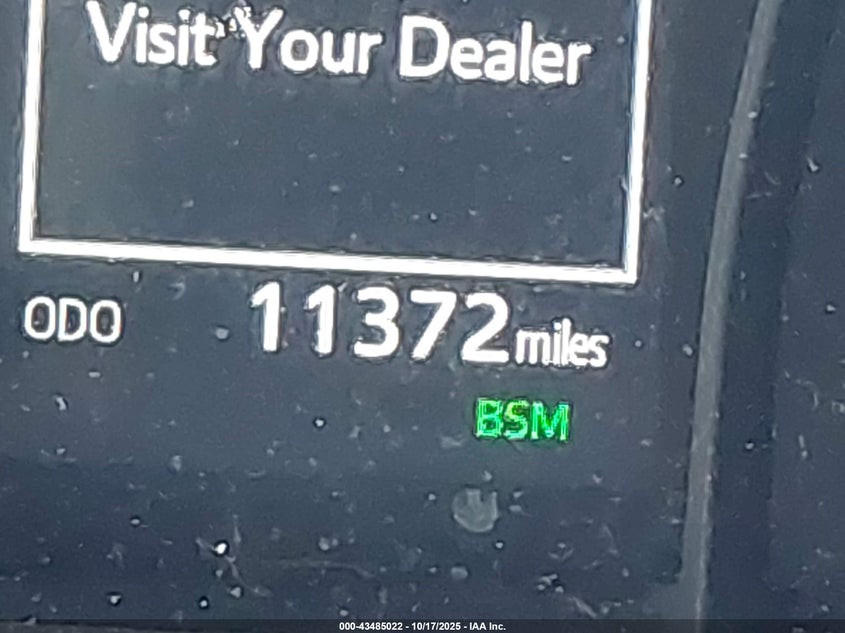 Visit Your Dealer
ODO 11372 miles
BSM
000-43485022 - 10/17/2025 - IAA Inc.